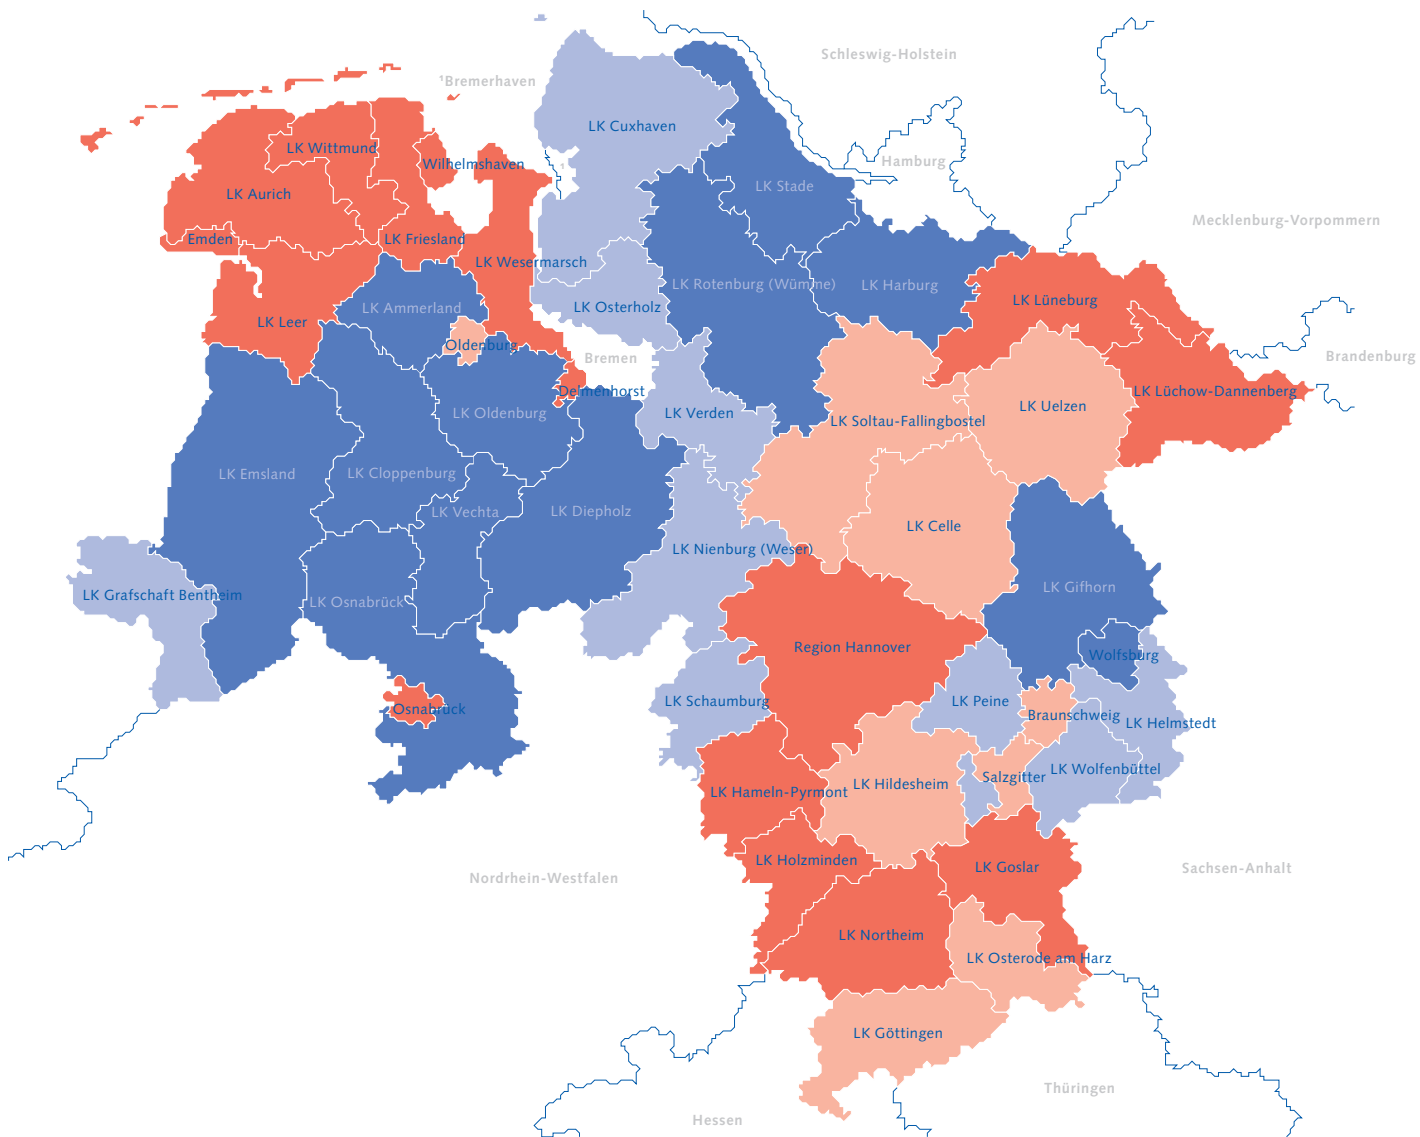 Schleswig-Holstein
¹Bremerhaven
LK Cuxhaven
LK Wittmund
Wilhelmshaven
1
Hamburg
LK Aurich
LK Stade
Mecklenburg-Vorpommern
Emden
LK Friesland
LK Wesermarsch
LK Rotenburg (Wümme)
LK Harburg
LK Lüneburg
LK Ammerland
LK Osterholz
LK Leer
Oldenburg
Bremen
Brandenburg
Delmenhorst
LK Lüchow-Dannenberg
LK Oldenburg
LK Verden
LK Uelzen
LK Soltau-Fallingbostel
LK Emsland
LK Cloppenburg
LK Vechta
LK Diepholz
LK Celle
LK Nienburg (Weser)
LK Grafschaft Bentheim
LK Osnabrück
LK Gifhorn
Region Hannover
Wolfsburg
LK Schaumburg
LK Peine
Osnabrück
Braunschweig
LK Helmstedt
LK Wolfenbüttel
Salzgitter
LK Hildesheim
LK Hameln-Pyrmont
LK Holzminden
LK Goslar
Sachsen-Anhalt
Nordrhein-Westfalen
LK Northeim
LK Osterode am Harz
LK Göttingen
Thüringen
Hessen